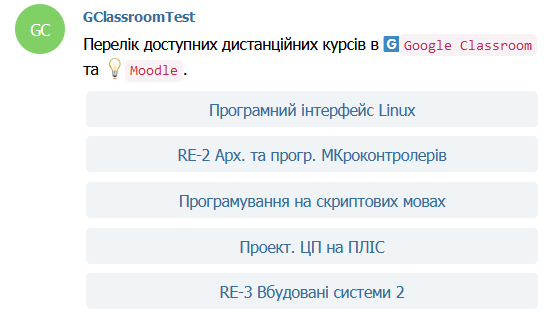 GC
GClassroomTest
Перелік доступних дистанційних курсів в G Google Classroom
та Moodle.
Програмний інтерфейс Linux
RE-2 Арх. та прогр. МКроконтролерів
Програмування на скриптових мовах
Проект. ЦП на ПЛІС
RE-3 Вбудовані системи 2